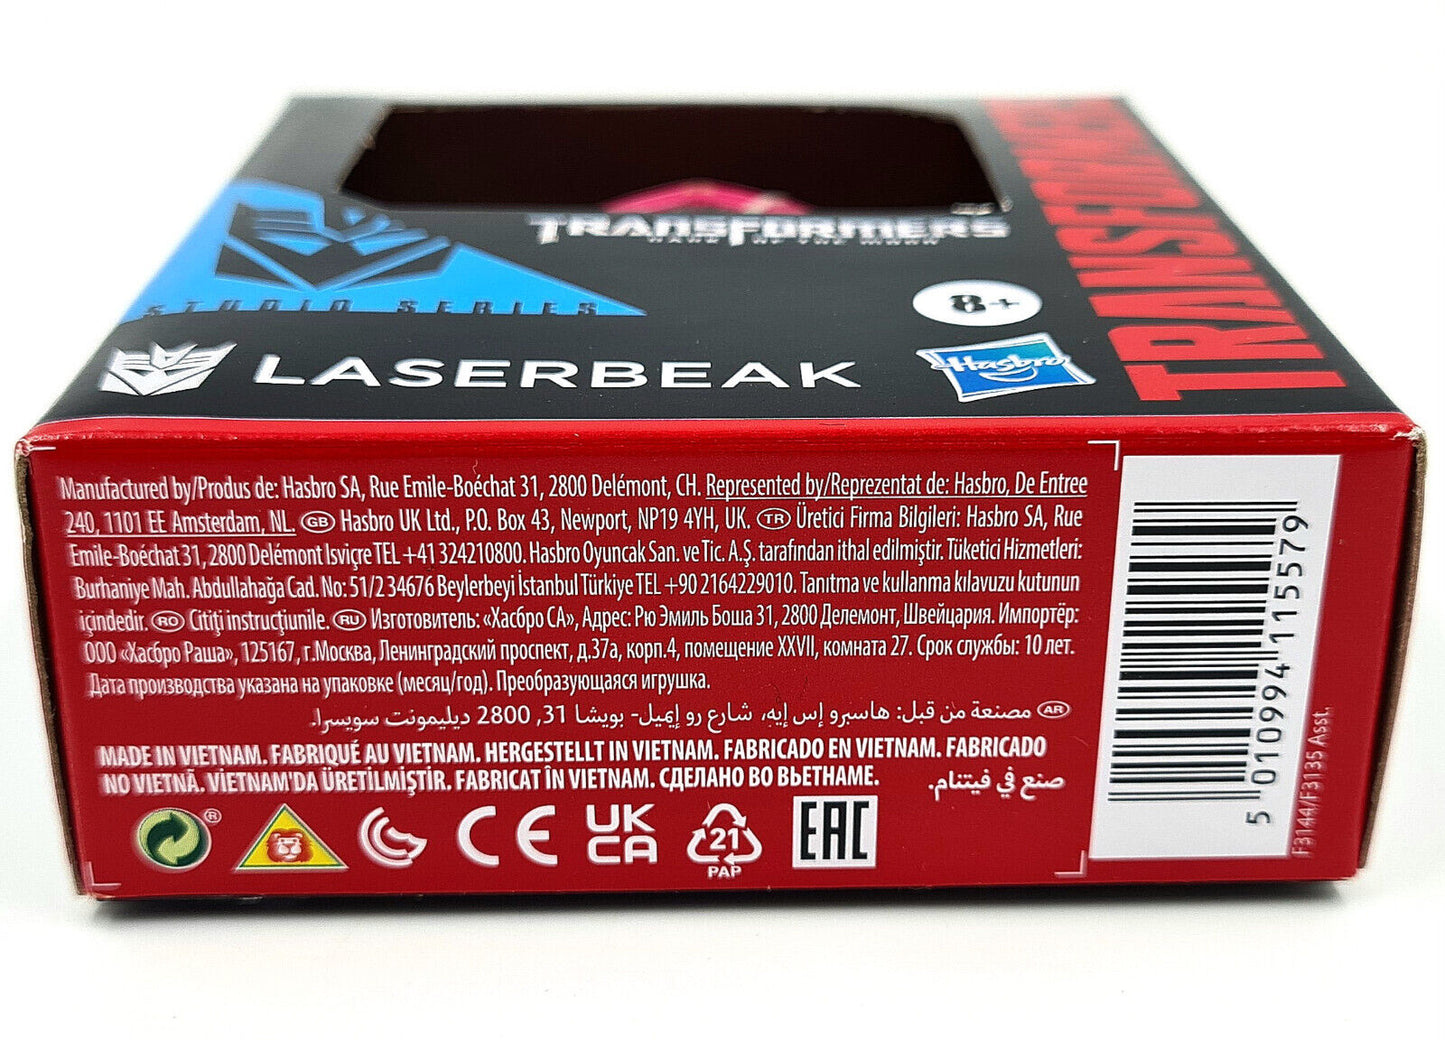 TRANSFORMERS
TRANSFORMERS
DARK OF THE MOON
STUDIO SERIES
8+
LASERBEAK
Hasbro
Manufactured by/Produs de: Hasbro SA, Rue Emile-Boéchat 31, 2800 Delémont, CH. Represented by/Reprezentat de: Hasbro, De Entree
240, 1101 EE Amsterdam, NL. GB Hasbro UK Ltd., P.O. Box 43, Newport, NP19 4YH, UK. TR Üretici Firma Bilgileri: Hasbro SA, Rue
Emile-Boéchat 31, 2800 Delémont Isviçre TEL +41 324210800. Hasbro Oyuncak San. ve Tic. A.Ş. tarafından ithal edilmiştir. Tüketici Hizmetleri:
Burhaniye Mah. Abdullahağa Cad. No: 51/2 34676 Beylerbeyi İstanbul Türkiye TEL +90 2164229010. Tanıtma ve kullanma kılavuzu kutunun
içindedir. RO Citiți instrucțiunile. RU Изготовитель: «Хасбро СА», Адрес: Рю Эмиль Боша 31, 2800 Делемонт, Швейцария. Импортёр:
ООО «Хасбро Раша», 125167, г.Москва, Ленинградский проспект, д.37а, корп.4, помещение XXVII, комната 27. Срок службы: 10 лет.
Дата производства указана на упаковке (месяц/год). Преобразующаяся игрушка.
AR مصنعة من قبل: هاسبرو إس إيه، شارع رو إيميل- بويشا 31, 2800 ديليمونت سويسرا.
MADE IN VIETNAM. FABRIQUÉ AU VIETNAM. HERGESTELLT IN VIETNAM. FABRICADO EN VIETNAM. FABRICADO
NO VIETNÃ. VİETNAM'DA ÜRETİLMİŞTİR. FABRICAT ÎN VIETNAM. СДЕЛАНО ВО ВЬЕТНАМЕ. صنع في فيتنام.
®
CE
UK
CA
21
PAP
EAC
5 010994 115579
F3144/F3135 Asst.